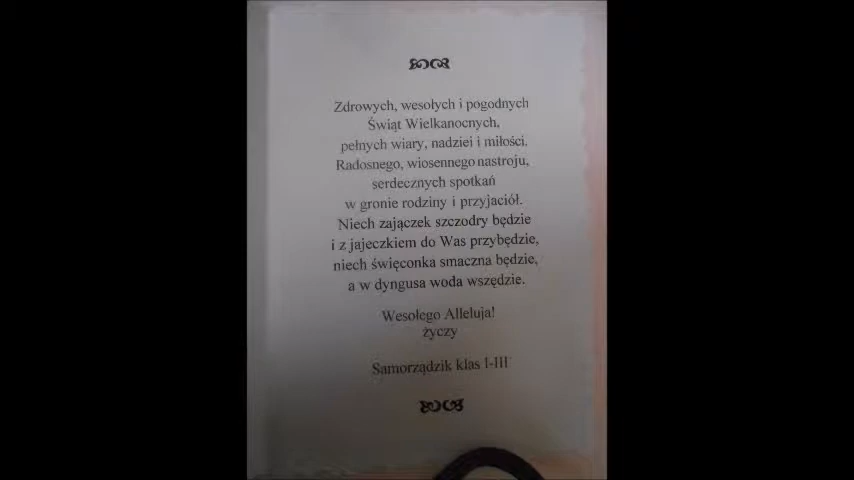 Zdrowych, wesołych i pogodnych
Świąt Wielkanocnych,
pełnych wiary, nadziei i miłości.
Radosnego, wiosennego nastroju,
serdecznych spotkań
w gronie rodziny i przyjaciół.
Niech zajączek szczodry będzie
i z jajeczkiem do Was przybędzie,
niech święconka smaczna będzie,
a w dyngusa woda wszędzie.
Wesołego Alleluja!
życzy
Samorządzik klas I-III